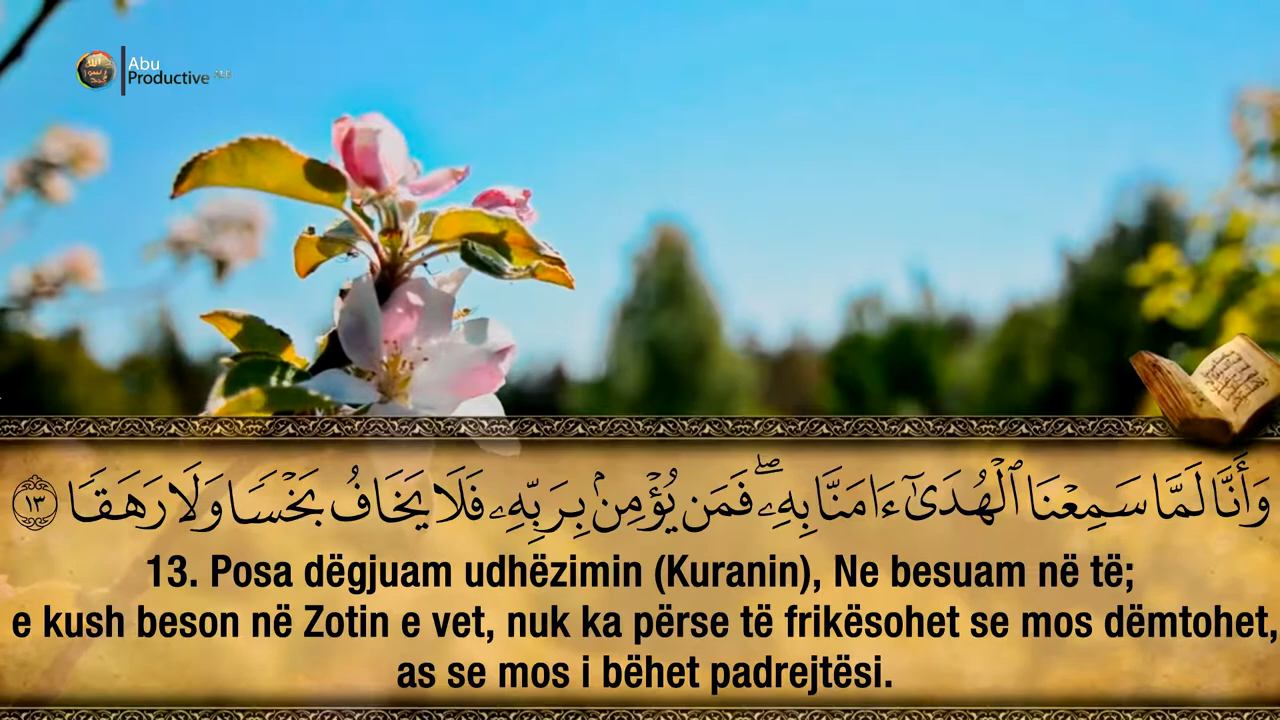 Abu
Productive
وَأَنَّا لَمَّا سَمِعْنَا ٱلْهُدَىٰٓ ءَامَنَّا بِهِۦ ۖ فَمَن يُؤْمِنۢ بِرَبِّهِۦ فَلَا يَخَافُ بَخْسًا وَلَا رَهَقًا ١٣
13. Posa dëgjuam udhëzimin (Kuranin), Ne besuam në të;
e kush beson në Zotin e vet, nuk ka përse të frikësohet se mos dëmtohet,
as se mos i bëhet padrejtësi.